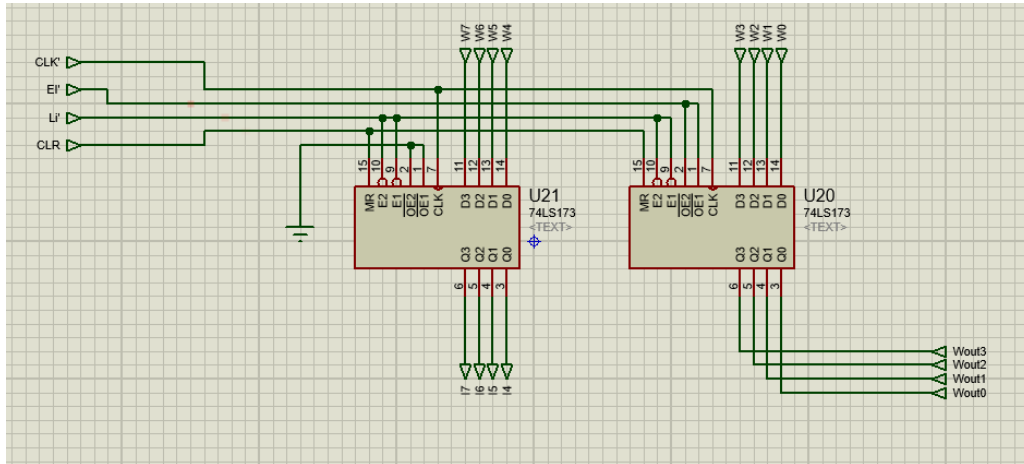 W7 W6 W5 W4
W3 W2 W1 W0
CLK'
EI'
Li'
CLR
15 10 9 2 1 7 11 12 13 14
MR E2 E1 OE2 OE1 CLK D3 D2 D1 D0
U21
74LS173
<TEXT>
Q3 Q2 Q1 Q0
6 5 4 3
I7 I6 I5 I4
15 10 9 2 1 7 11 12 13 14
MR E2 E1 OE2 OE1 CLK D3 D2 D1 D0
U20
74LS173
<TEXT>
Q3 Q2 Q1 Q0
6 5 4 3
Wout3
Wout2
Wout1
Wout0